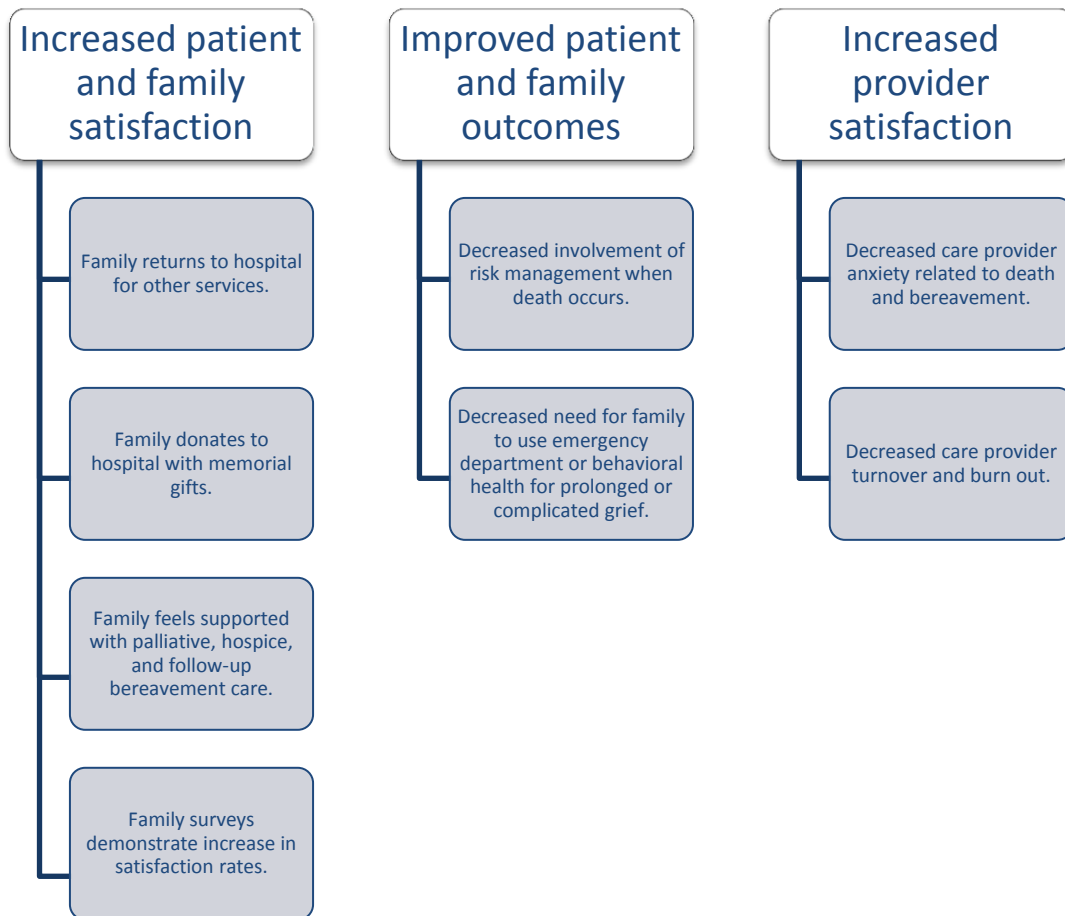 Increased patient
and family
satisfaction
Family returns to hospital
for other services.
Family donates to
hospital with memorial
gifts.
Family feels supported
with palliative, hospice,
and follow-up
bereavement care.
Family surveys
demonstrate increase in
satisfaction rates.
Improved patient
and family
outcomes
Decreased involvement of
risk management when
death occurs.
Decreased need for family
to use emergency
department or behavioral
health for prolonged or
complicated grief.
Increased
provider
satisfaction
Decreased care provider
anxiety related to death
and bereavement.
Decreased care provider
turnover and burn out.